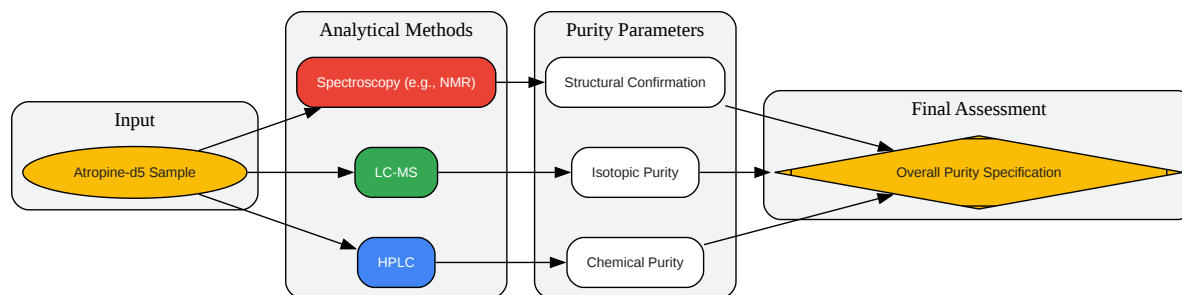 Input
Atropine-d5 Sample
Analytical Methods
Spectroscopy (e.g., NMR)
LC-MS
HPLC
Purity Parameters
Structural Confirmation
Isotopic Purity
Chemical Purity
Final Assessment
Overall Purity Specification